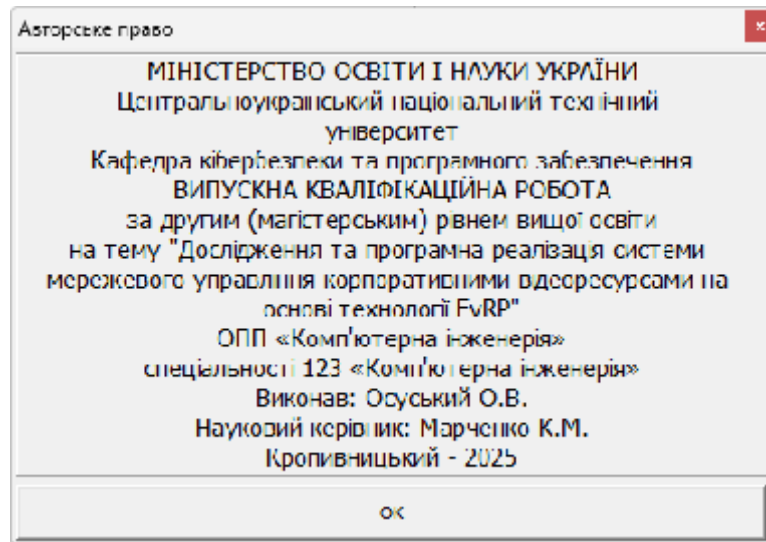 Авторське право
МІНІСТЕРСТВО ОСВІТИ І НАУКИ УКРАЇНИ
Центральноукраїнський національний технічний
університет
Кафедра кібербезпеки та програмного забезпечення
ВИПУСКНА КВАЛІФІКАЦІЙНА РОБОТА
за другим (магістерським) рівнем вищої освіти
на тему "Дослідження та програмна реалізація системи
мережевого управління корпоративними відеоресурсами на
основі технології EvRP"
ОПП «Комп'ютерна інженерія»
спеціальності 123 «Комп'ютерна інженерія»
Виконав: Осуський О.В.
Науковий керівник: Марченко К.М.
Кропивницький - 2025
ок